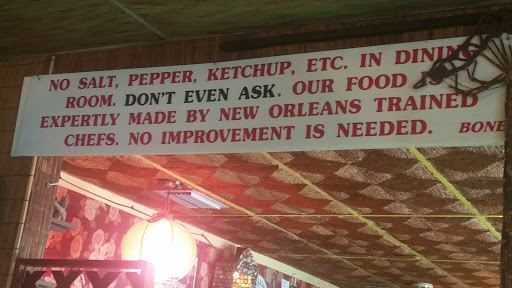 NO SALT, PEPPER, KETCHUP, ETC. IN DINING
ROOM. DON'T EVEN ASK. OUR FOOD
EXPERTLY MADE BY NEW ORLEANS TRAINED
CHEFS. NO IMPROVEMENT IS NEEDED. BONE